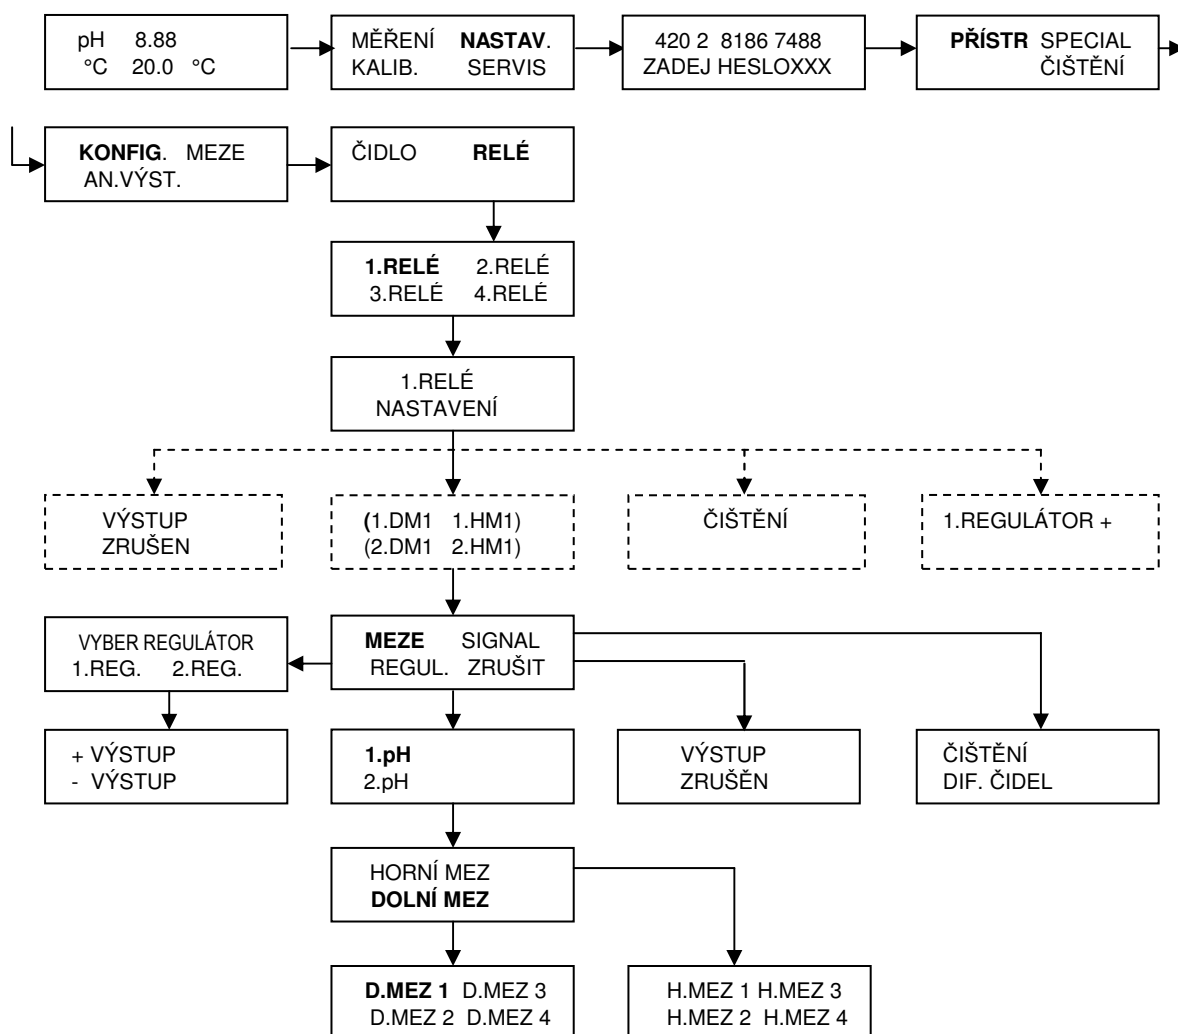 pH 8.88
°C 20.0 °C
MĚŘENÍ NASTAV.
KALIB. SERVIS
420 2 8186 7488
ZADEJ HESLOXXX
PŘÍSTR SPECIAL
ČIŠTĚNÍ
KONFIG. MEZE
AN.VÝST.
ČIDLO RELÉ
1.RELÉ 2.RELÉ
3.RELÉ 4.RELÉ
1.RELÉ
NASTAVENÍ
VÝSTUP
ZRUŠEN
(1.DM1 1.HM1)
(2.DM1 2.HM1)
ČIŠTĚNÍ
1.REGULÁTOR +
VYBER REGULÁTOR
1.REG. 2.REG.
MEZE SIGNAL
REGUL. ZRUŠIT
+ VÝSTUP
- VÝSTUP
1.pH
2.pH
VÝSTUP
ZRUŠĚN
ČIŠTĚNÍ
DIF. ČIDEL
HORNÍ MEZ
DOLNÍ MEZ
D.MEZ 1 D.MEZ 3
D.MEZ 2 D.MEZ 4
H.MEZ 1 H.MEZ 3
H.MEZ 2 H.MEZ 4